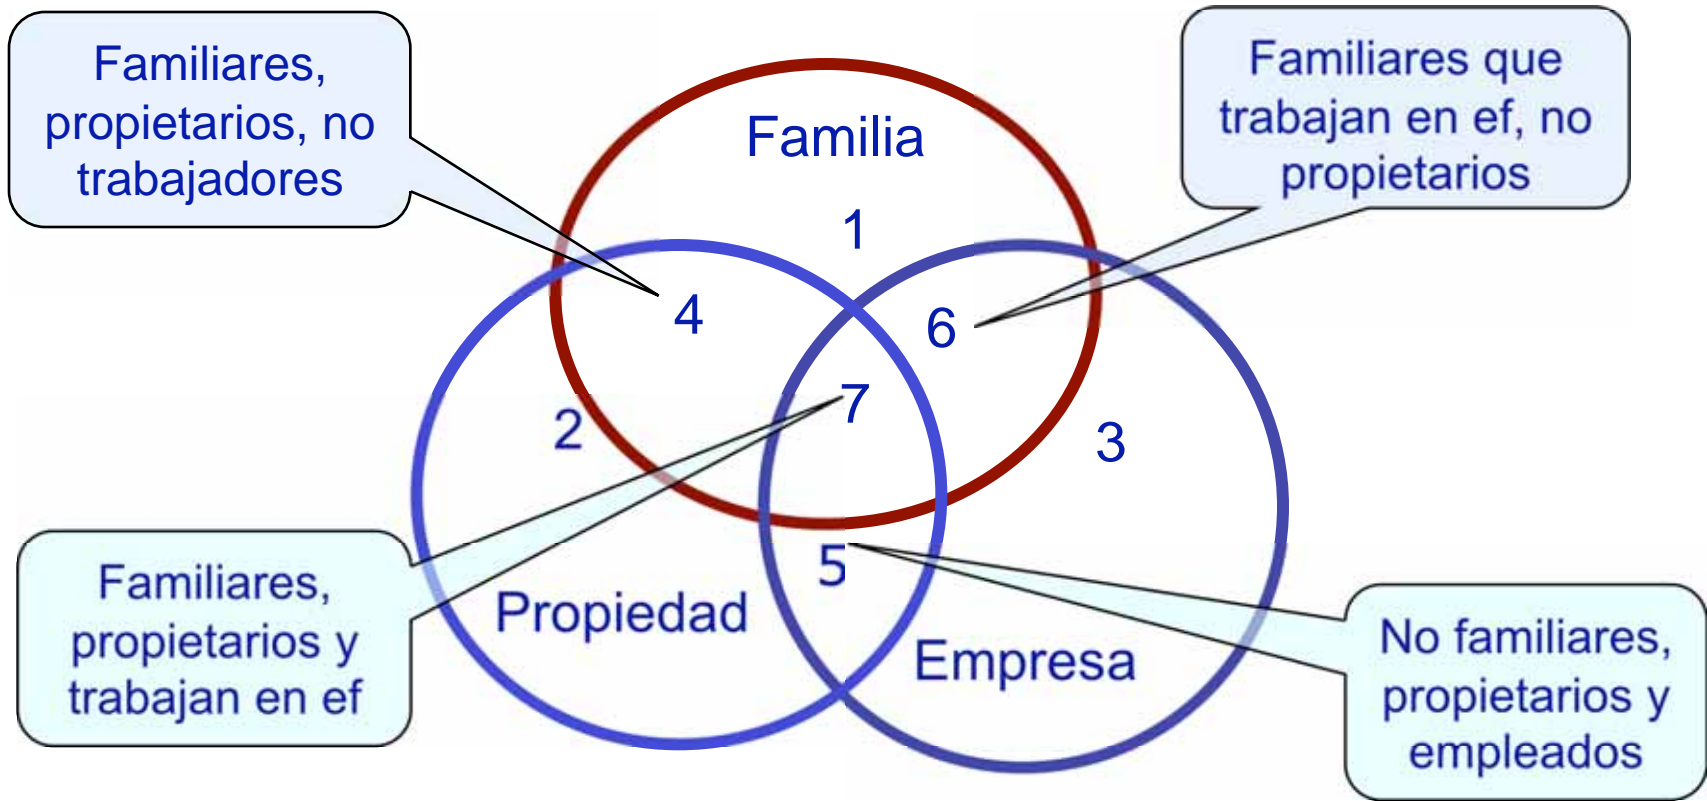 Familiares,
propietarios, no
trabajadores
Familiares que
trabajan en ef, no
propietarios
Familia
1
4
6
7
2
3
5
Propiedad
Empresa
Familiares,
propietarios y
trabajan en ef
No familiares,
propietarios y
empleados